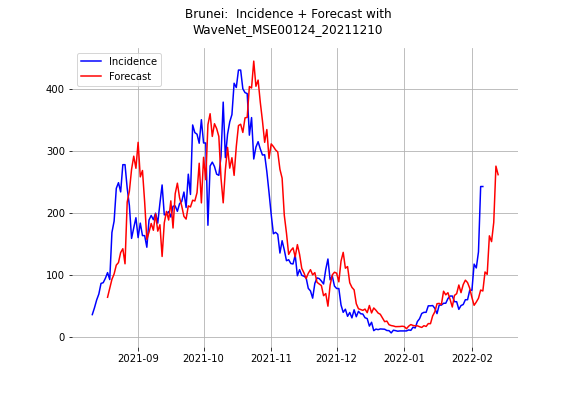 Brunei:  Incidence + Forecast with
WaveNet_MSE00124_20211210
Incidence
Forecast
400
300
200
100
0
2021-09
2021-10
2021-11
2021-12
2022-01
2022-02